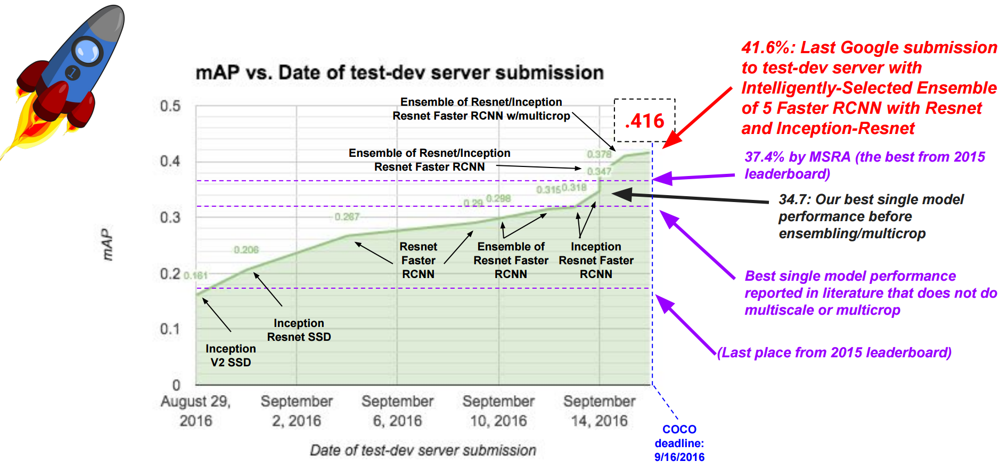 1
mAP vs. Date of test-dev server submission
41.6%: Last Google submission
to test-dev server with
Intelligently-Selected Ensemble
of 5 Faster RCNN with Resnet
and Inception-Resnet
37.4% by MSRA (the best from 2015
leaderboard)
34.7: Our best single model
performance before
ensembling/multicrop
Best single model performance
reported in literature that does not do
multiscale or multicrop
(Last place from 2015 leaderboard)
Ensemble of Resnet/Inception
Resnet Faster RCNN w/multicrop
.416
Ensemble of Resnet/Inception
Resnet Faster RCNN
0.378
0.347
0.315
0.318
0.298
0.29
0.267
0.206
0.161
Resnet
Faster
RCNN
Ensemble of
Resnet Faster
RCNN
Inception
Resnet Faster
RCNN
Inception
Resnet SSD
Inception
V2 SSD
mAP
0.5
0.4
0.3
0.2
0.1
0
August 29,
2016
September
2, 2016
September
6, 2016
September
10, 2016
September
14, 2016
Date of test-dev server submission
COCO
deadline:
9/16/2016